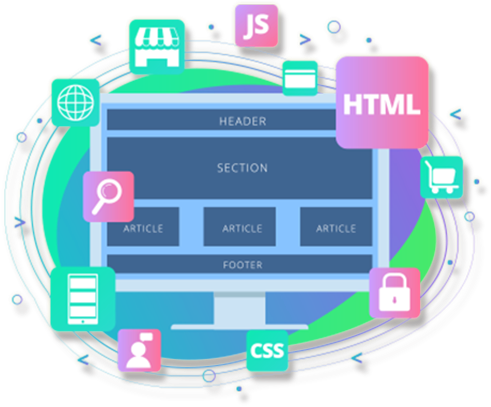 JS
HTML
HEADER
SECTION
ARTICLE ARTICLE ARTICLE
FOOTER
CSS